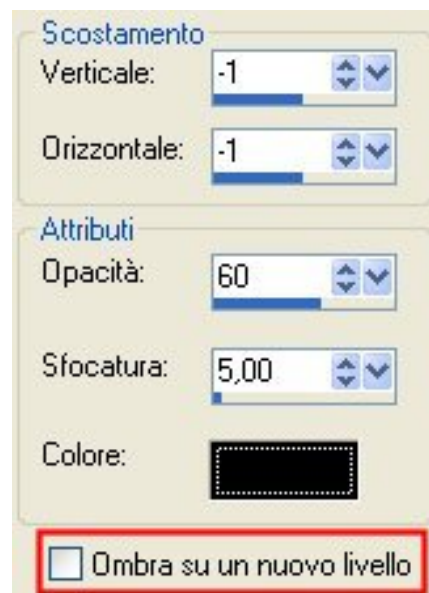 Scostamento
Verticale: -1
Orizzontale: -1
Attributi
Opacità: 60
Sfocatura: 5,00
Colore:
Ombra su un nuovo livello